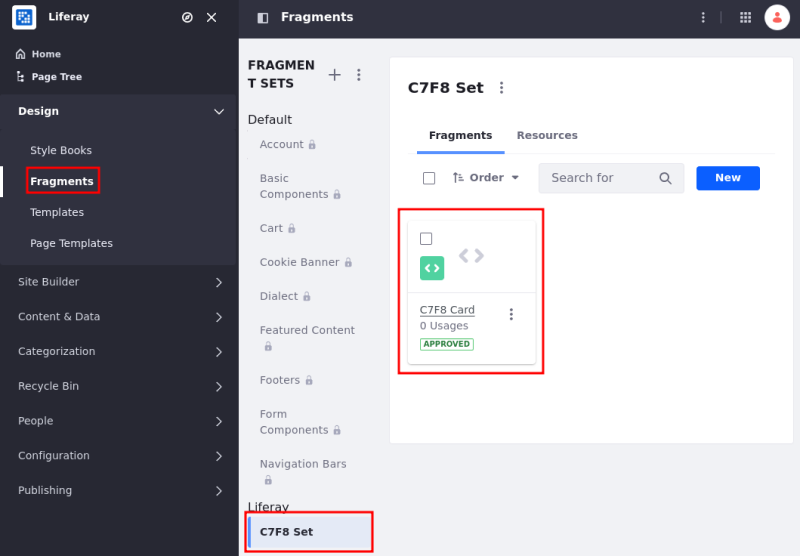 Liferay
Home
Page Tree
Design
Style Books
Fragments
Templates
Page Templates
Site Builder
Content & Data
Categorization
Recycle Bin
People
Configuration
Publishing
Fragments
FRAGMEN
T SETS
Default
Account
Basic
Components
Cart
Cookie Banner
Dialect
Featured Content
Footers
Form
Components
Navigation Bars
Liferay
C7F8 Set
C7F8 Set
Fragments Resources
Order Search for New
C7F8 Card
0 Usages
APPROVED